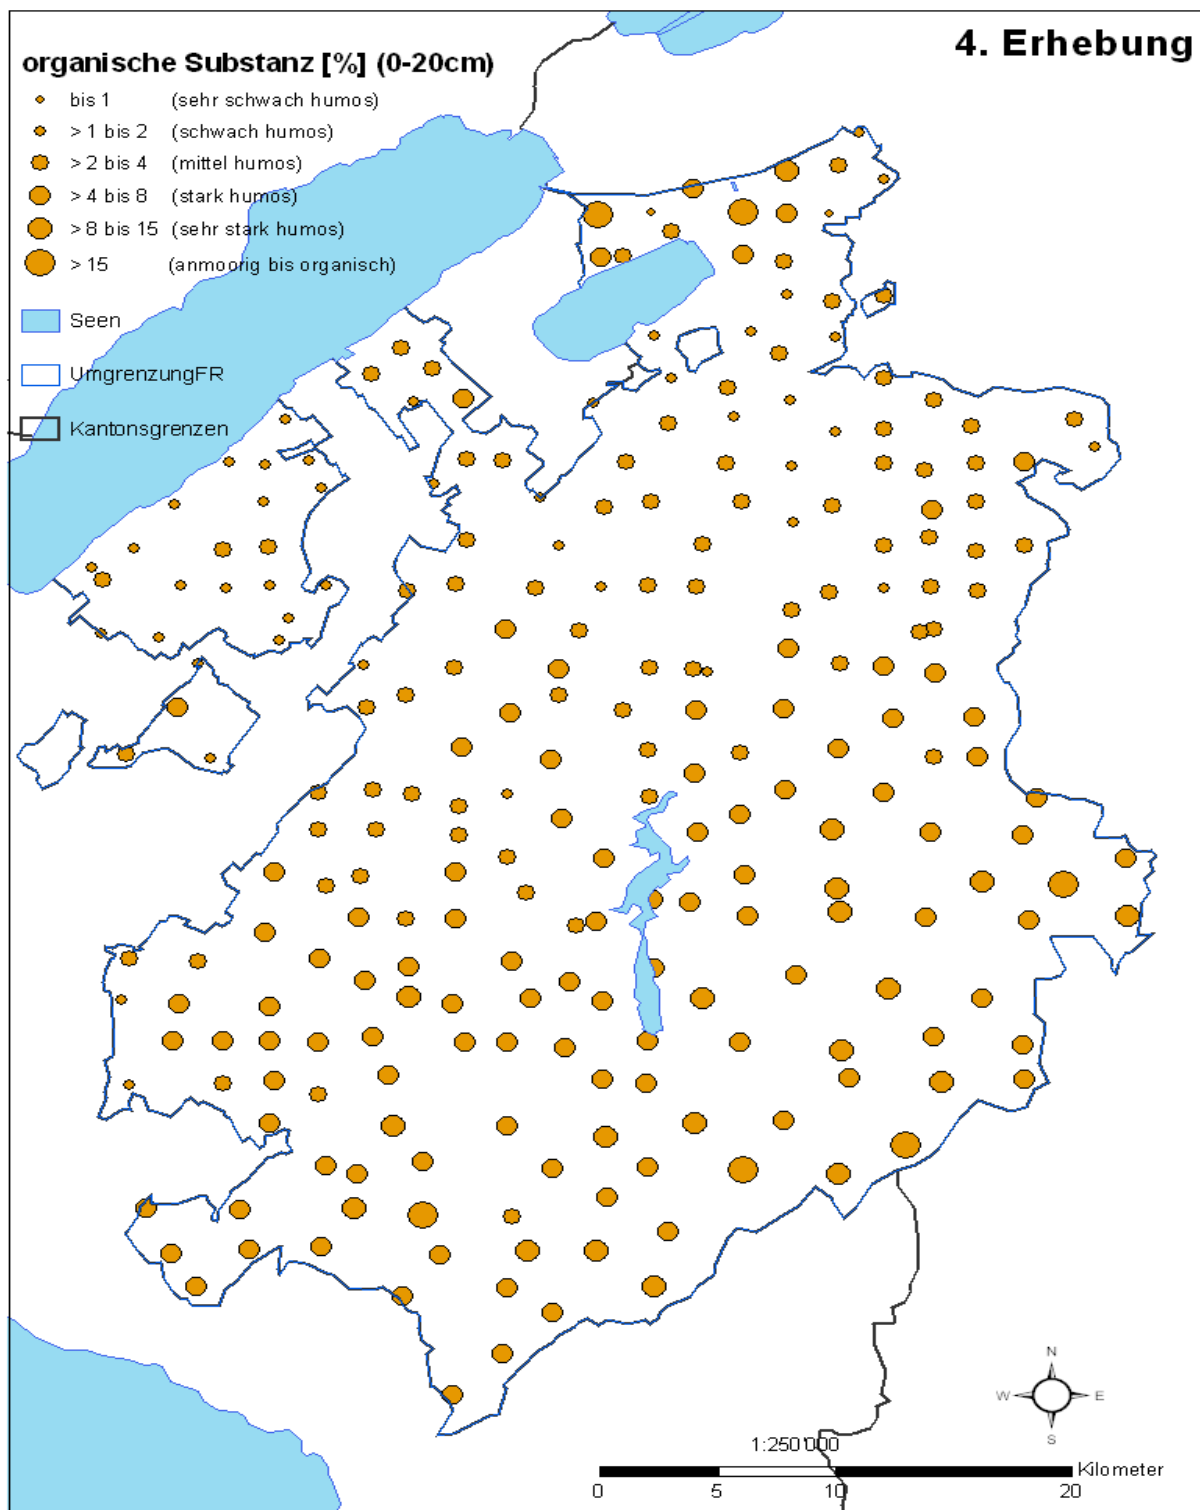 4. Erhebung
organische Substanz [%] (0-20cm)
bis 1 (sehr schwach humos)
> 1 bis 2 (schwach humos)
> 2 bis 4 (mittel humos)
> 4 bis 8 (stark humos)
> 8 bis 15 (sehr stark humos)
> 15 (anmoorig bis organisch)
Seen
UmgrenzungFR
Kantonsgrenzen
N
W E
S
1:250'000
Kilometer
0 5 10 20